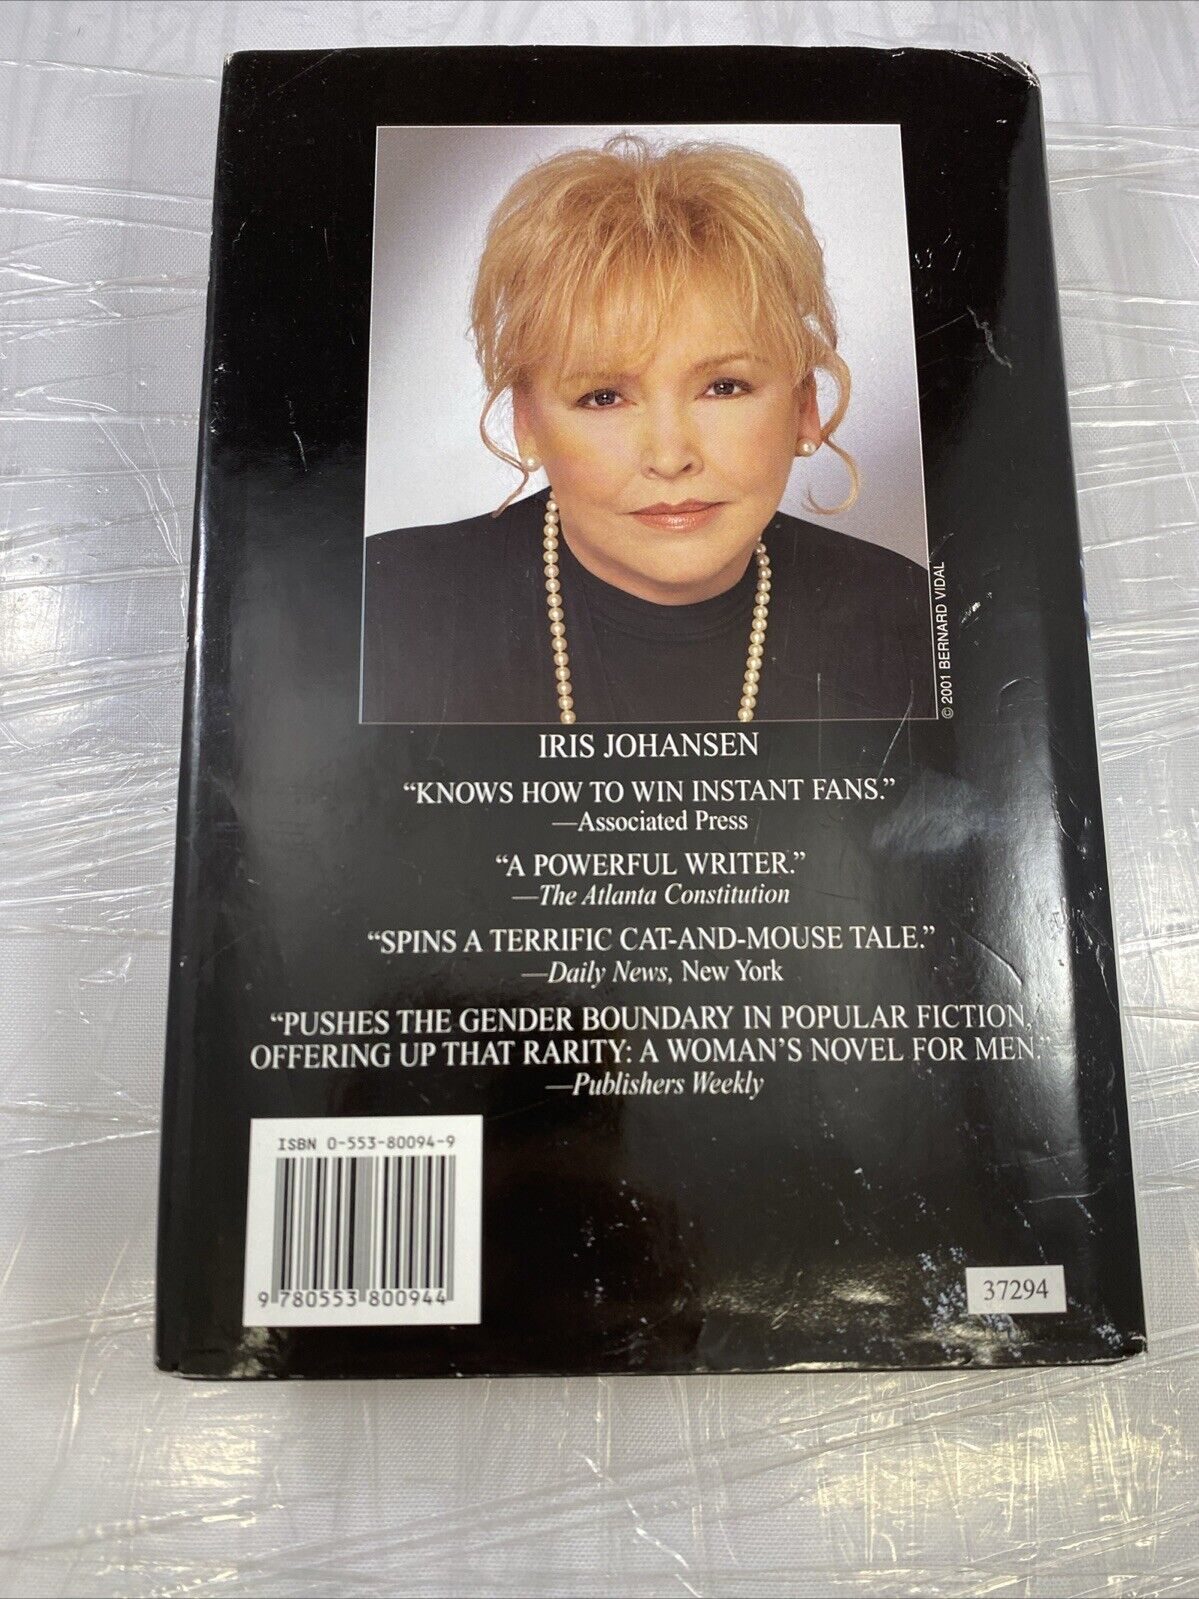 © 2001 BERNARD VIDAL
IRIS JOHANSEN
“KNOWS HOW TO WIN INSTANT FANS.”
—Associated Press
“A POWERFUL WRITER.”
—The Atlanta Constitution
“SPINS A TERRIFIC CAT-AND-MOUSE TALE.”
—Daily News, New York
“PUSHES THE GENDER BOUNDARY IN POPULAR FICTION,
OFFERING UP THAT RARITY: A WOMAN’S NOVEL FOR MEN.”
—Publishers Weekly
ISBN 0-553-80094-9
9 780553 800944
37294